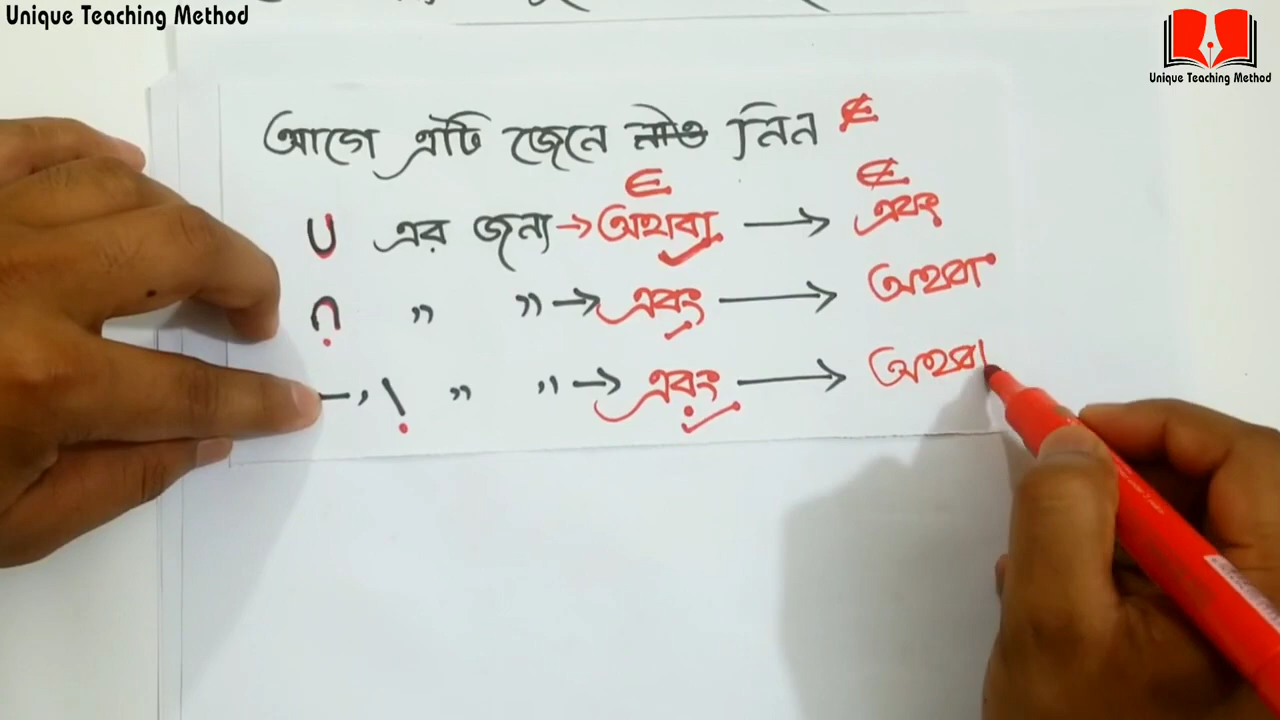 Unique Teaching Method
Unique Teaching Method
আগে এটি জেনে নাও নিন ∉
∈ ∉
∪ এর জন্য → অথবা → এবং
∩ " " → এবং → অথবা
–, \ " " → এবং → অথবা